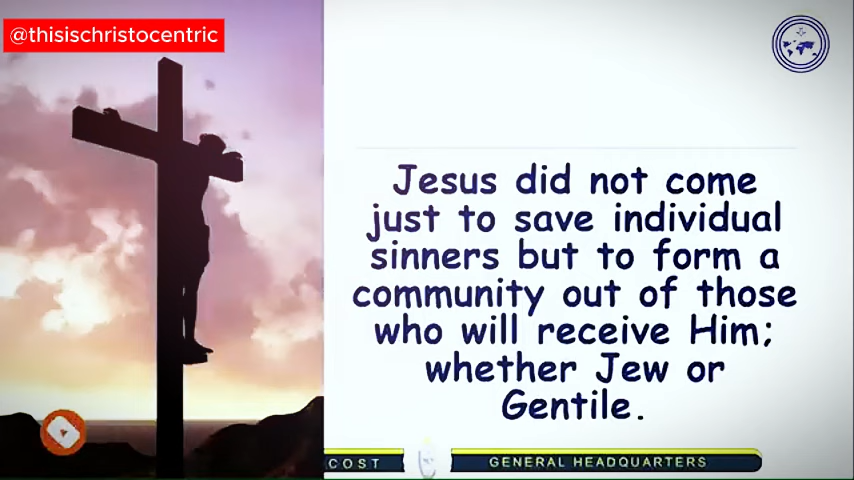 @thisischristocentric
Jesus did not come
just to save individual
sinners but to form a
community out of those
who will receive Him;
whether Jew or
Gentile.
COST
GENERAL HEADQUARTERS